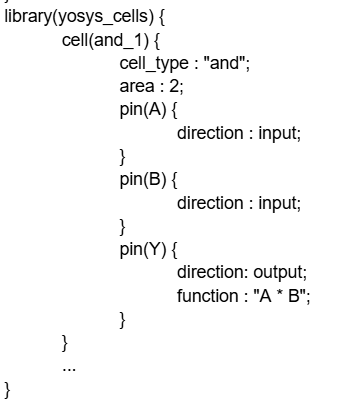 library(yosys_cells) {
cell(and_1) {
cell_type : "and";
area : 2;
pin(A) {
direction : input;
}
pin(B) {
direction : input;
}
pin(Y) {
direction: output;
function : "A * B";
}
}
...
}